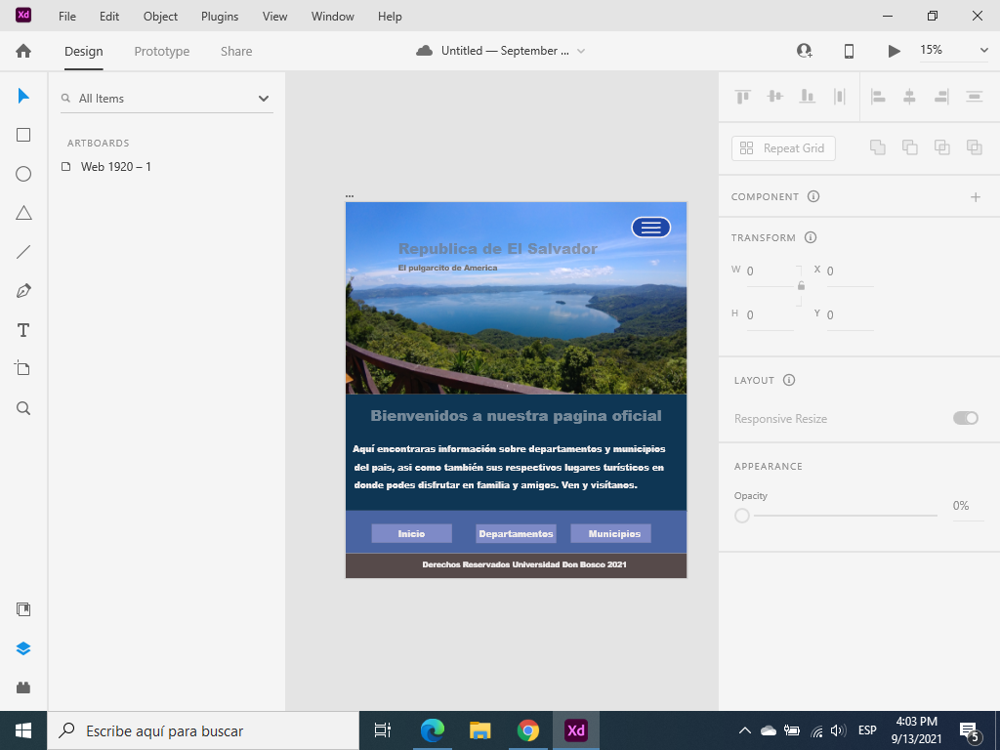 Xd File Edit Object Plugins View Window Help
Design Prototype Share Untitled — September ... 15%
All Items
ARTBOARDS
Web 1920 – 1
...
Republica de El Salvador
El pulgarcito de America
Bienvenidos a nuestra pagina oficial
Aquí encontraras información sobre departamentos y municipios
del pais, asi como también sus respectivos lugares turísticos en
donde podes disfrutar en familia y amigos. Ven y visítanos.
Inicio Departamentos Municipios
Derechos Reservados Universidad Don Bosco 2021
Repeat Grid
COMPONENT
TRANSFORM
W 0 X 0
H 0 Y 0
LAYOUT
Responsive Resize
APPEARANCE
Opacity
0%
Escribe aquí para buscar
Xd
ESP
4:03 PM
9/13/2021
5